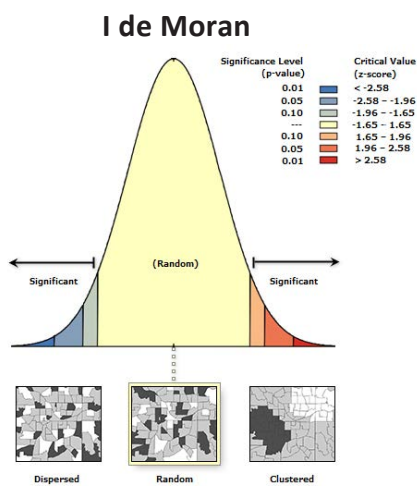 I de Moran
Significance Level
(p-value)
Critical Value
(z-score)
0.01 < -2.58
0.05 -2.58 – -1.96
0.10 -1.96 – -1.65
--- -1.65 – 1.65
0.10 1.65 – 1.96
0.05 1.96 – 2.58
0.01 > 2.58
(Random)
Significant
Significant
Dispersed
Random
Clustered